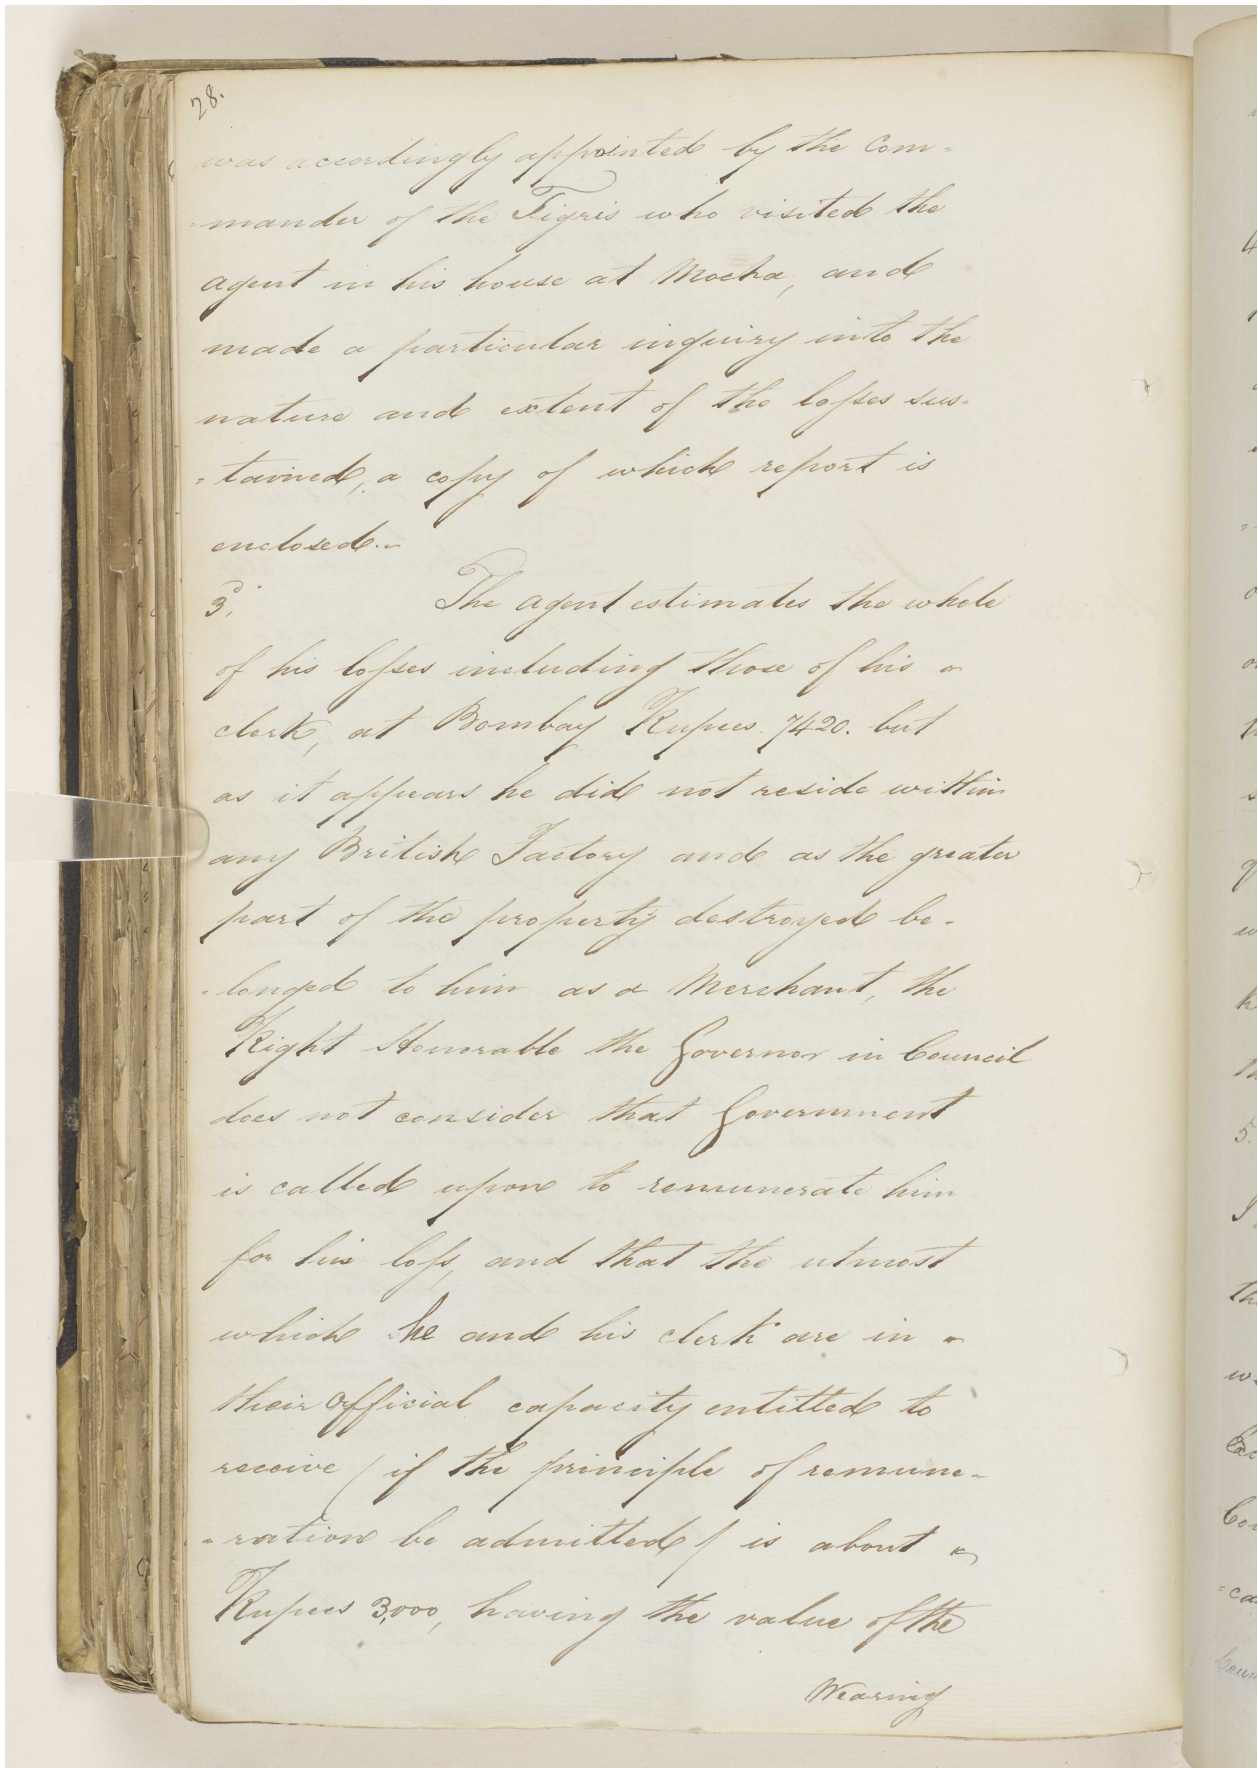 28.
was accordingly appointed by the Com-
-mander of the Tigris who visited the
agent in his house at Mocha, and
made a particular inquiry into the
nature and extent of the losses sus-
-tained, a copy of which report is
enclosed.-
3d. The agent estimates the whole
of his losses including those of his -
clerk, at Bombay Rupees. 7420. but
as it appears he did not reside within
any British Factory and as the greater
part of the property destroyed be-
-longed to him as a Merchant, the
Right Honorable the Governor in Council
does not consider that Government
is called upon to remunerate him
for his loss, and that the utmost
which he and his clerk are in -
their Official capacity entitled to
receive / if the principle of remune-
-ration be admitted / is about -
Rupees 3,000, having the value of the
Wearing